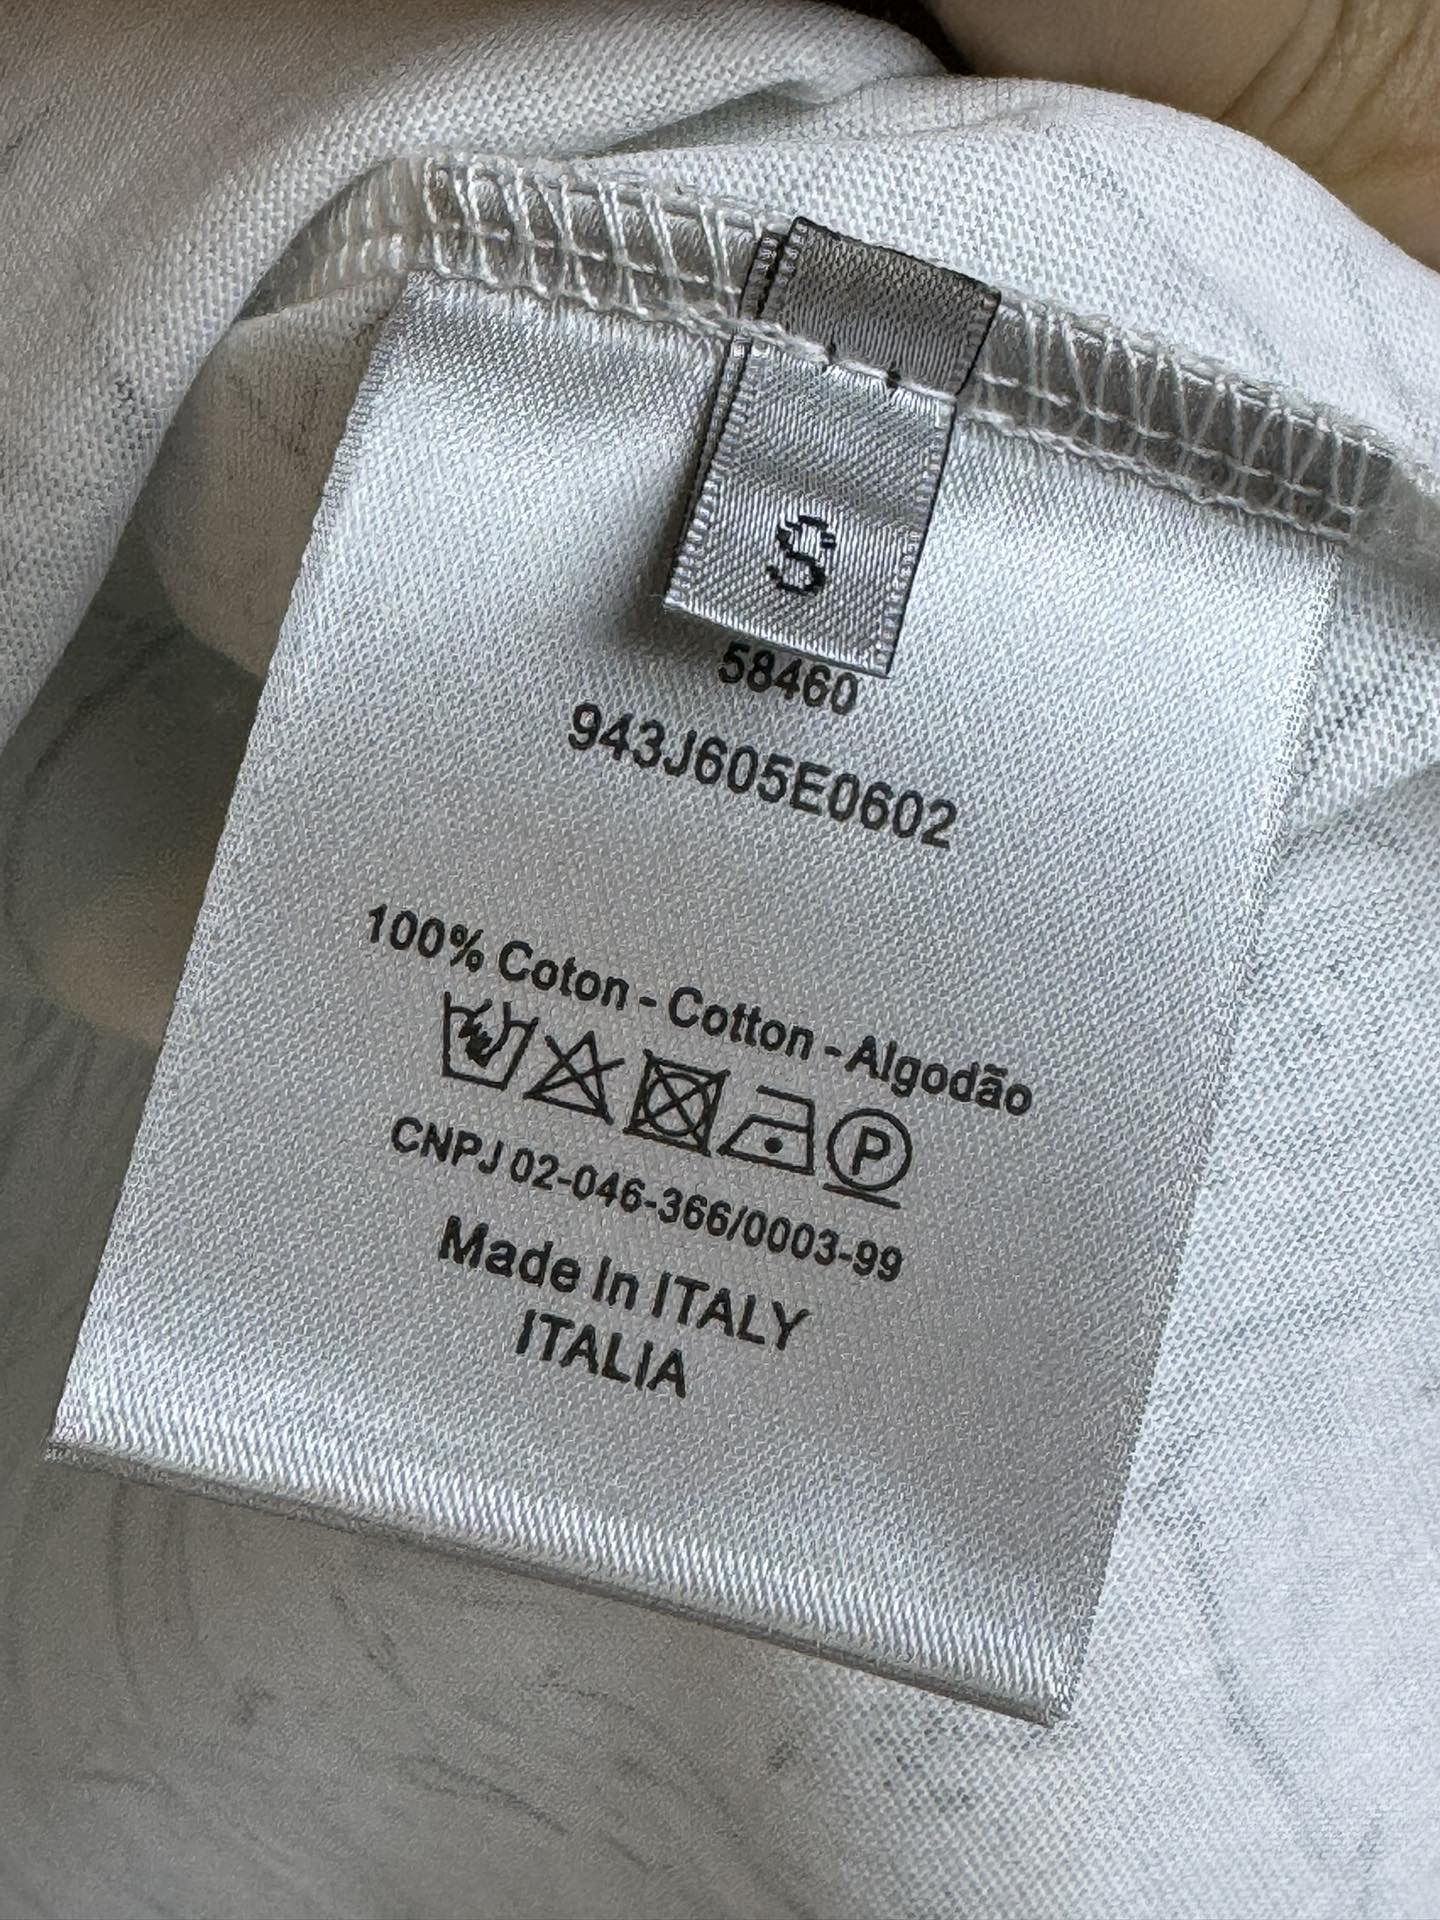 S
58460
943J605E0602
100% Coton - Cotton - Algodão
P
CNPJ 02-046-366/0003-99
Made In ITALY
ITALIA